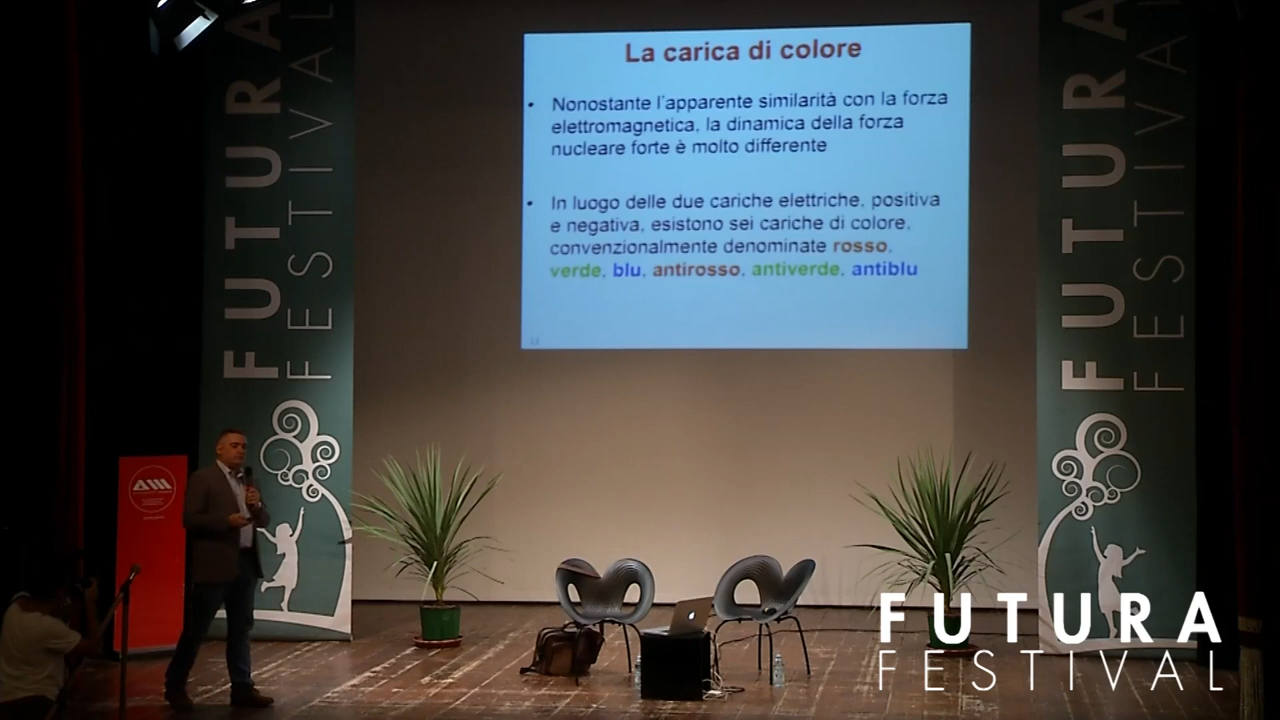 La carica di colore
• Nonostante l'apparente similarità con la forza
elettromagnetica, la dinamica della forza
nucleare forte è molto differente
• In luogo delle due cariche elettriche, positiva
e negativa, esistono sei cariche di colore,
convenzionalmente denominate rosso,
verde, blu, antirosso, antiverde, antiblu
FUTURA
FESTIVAL
FUTURA
FESTIVAL
FUTURA
FESTIVAL